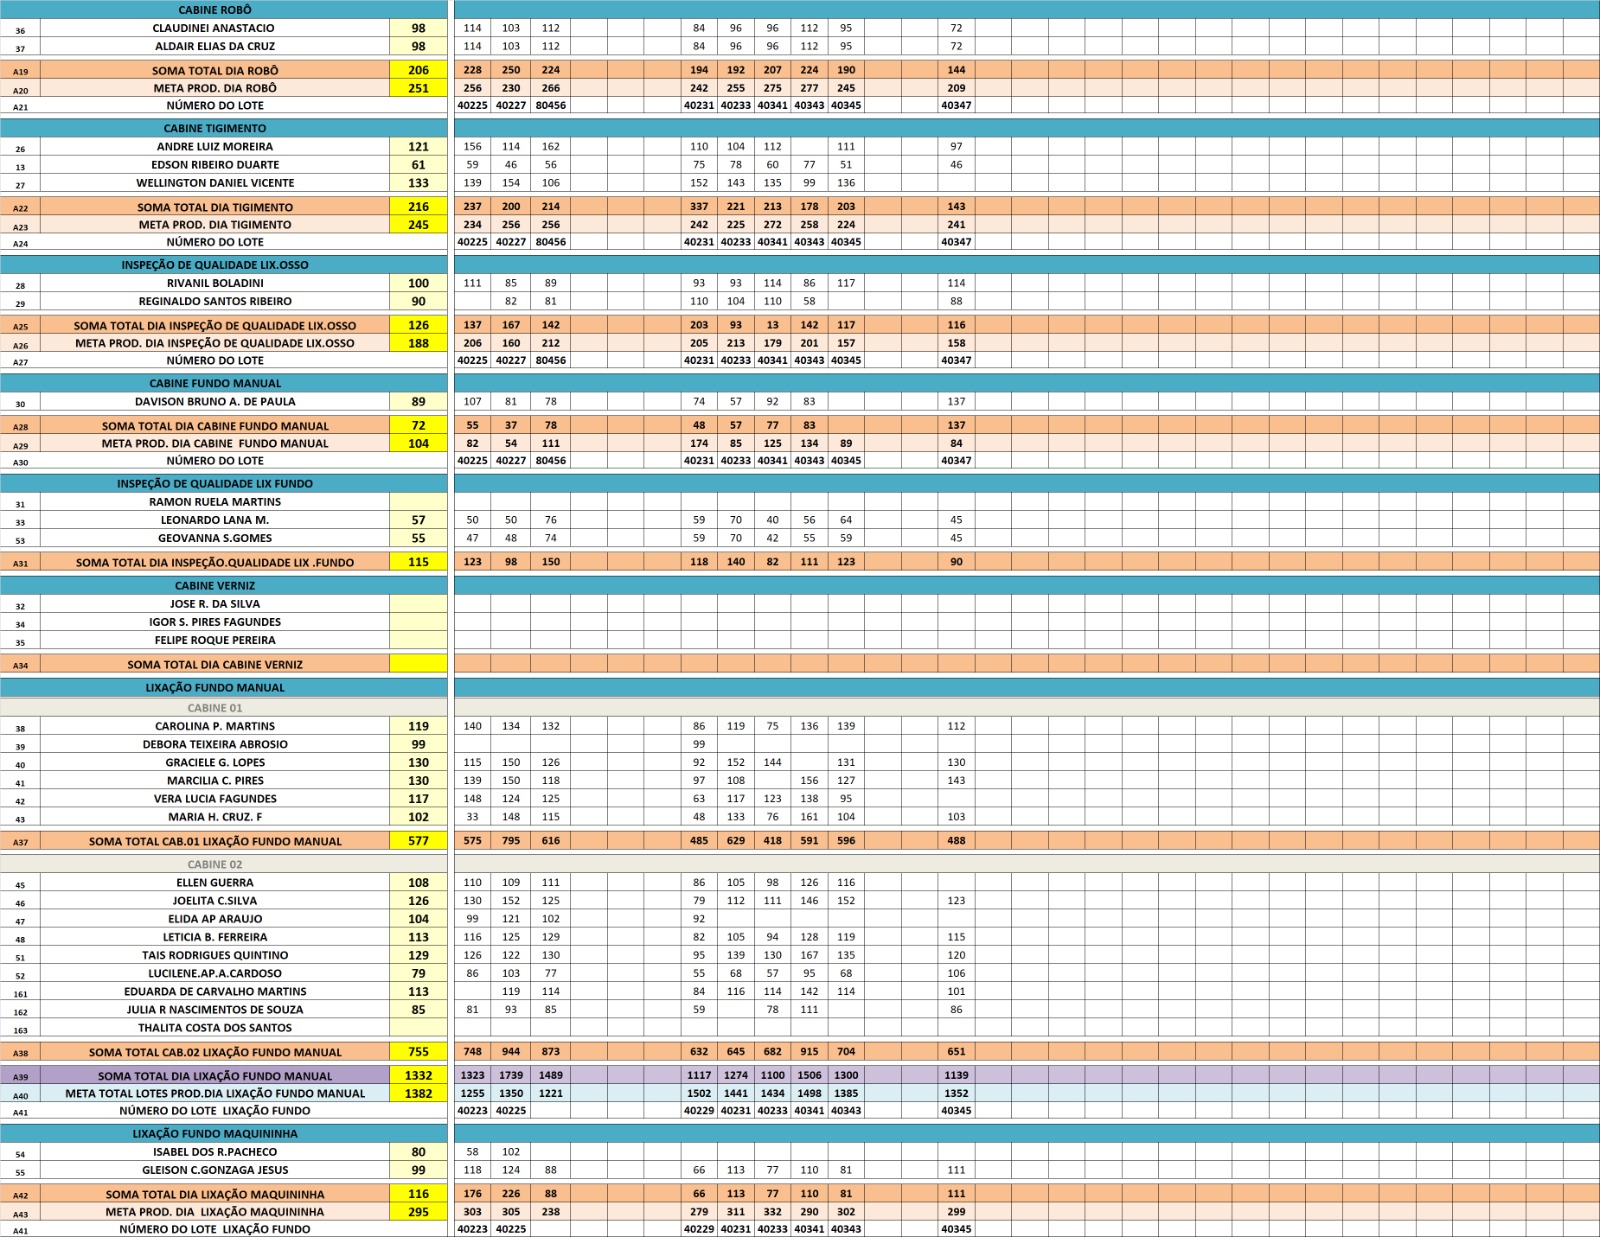 CABINE ROBÔ
36 CLAUDINEI ANASTACIO 98 114 103 112 84 96 96 112 95 72
37 ALDAIR ELIAS DA CRUZ 98 114 103 112 84 96 96 112 95 72
A19 SOMA TOTAL DIA ROBÔ 206 228 250 224 194 192 207 224 190 144
A20 META PROD. DIA ROBÔ 251 256 230 266 242 255 275 277 245 209
A21 NÚMERO DO LOTE 40225 40227 80456 40231 40233 40341 40343 40345 40347
CABINE TIGIMENTO
26 ANDRE LUIZ MOREIRA 121 156 114 162 110 104 112 111 97
13 EDSON RIBEIRO DUARTE 61 59 46 56 75 78 60 77 51 46
27 WELLINGTON DANIEL VICENTE 133 139 154 106 152 143 135 99 136
A22 SOMA TOTAL DIA TIGIMENTO 216 237 200 214 337 221 213 178 203 143
A23 META PROD. DIA TIGIMENTO 245 234 256 256 242 225 272 258 224 241
A24 NÚMERO DO LOTE 40225 40227 80456 40231 40233 40341 40343 40345 40347
INSPEÇÃO DE QUALIDADE LIX.OSSO
28 RIVANIL BOLADINI 100 111 85 89 93 93 114 86 117 114
29 REGINALDO SANTOS RIBEIRO 90 82 81 110 104 110 58 88
A25 SOMA TOTAL DIA INSPEÇÃO DE QUALIDADE LIX.OSSO 126 137 167 142 203 93 13 142 117 116
A26 META PROD. DIA INSPEÇÃO DE QUALIDADE LIX.OSSO 188 206 160 212 205 213 179 201 157 158
A27 NÚMERO DO LOTE 40225 40227 80456 40231 40233 40341 40343 40345 40347
CABINE FUNDO MANUAL
30 DAVISON BRUNO A. DE PAULA 89 107 81 78 74 57 92 83 137
A28 SOMA TOTAL DIA CABINE FUNDO MANUAL 72 55 37 78 48 57 77 83 137
A29 META PROD. DIA CABINE FUNDO MANUAL 104 82 54 111 174 85 125 134 89 84
A30 NÚMERO DO LOTE 40225 40227 80456 40231 40233 40341 40343 40345 40347
INSPEÇÃO DE QUALIDADE LIX FUNDO
31 RAMON RUELA MARTINS
33 LEONARDO LANA M. 57 50 50 76 59 70 40 56 64 45
53 GEOVANNA S.GOMES 55 47 48 74 59 70 42 55 59 45
A31 SOMA TOTAL DIA INSPEÇÃO.QUALIDADE LIX .FUNDO 115 123 98 150 118 140 82 111 123 90
CABINE VERNIZ
32 JOSE R. DA SILVA
34 IGOR S. PIRES FAGUNDES
35 FELIPE ROQUE PEREIRA
A34 SOMA TOTAL DIA CABINE VERNIZ
LIXAÇÃO FUNDO MANUAL
CABINE 01
38 CAROLINA P. MARTINS 119 140 134 132 86 119 75 136 139 112
39 DEBORA TEIXEIRA ABROSIO 99 99
40 GRACIELE G. LOPES 130 115 150 126 92 152 144 131 130
41 MARCILIA C. PIRES 130 139 150 118 97 108 156 127 143
42 VERA LUCIA FAGUNDES 117 148 124 125 63 117 123 138 95
43 MARIA H. CRUZ. F 102 33 148 115 48 133 76 161 104 103
A37 SOMA TOTAL CAB.01 LIXAÇÃO FUNDO MANUAL 577 575 795 616 485 629 418 591 596 488
CABINE 02
45 ELLEN GUERRA 108 110 109 111 86 105 98 126 116
46 JOELITA C.SILVA 126 130 152 125 79 112 111 146 152 123
47 ELIDA AP ARAUJO 104 99 121 102 92
48 LETICIA B. FERREIRA 113 116 125 129 82 105 94 128 119 115
51 TAIS RODRIGUES QUINTINO 129 126 122 130 95 139 130 167 135 120
52 LUCILENE.AP.A.CARDOSO 79 86 103 77 55 68 57 95 68 106
161 EDUARDA DE CARVALHO MARTINS 113 119 114 84 116 114 142 114 101
162 JULIA R NASCIMENTOS DE SOUZA 85 81 93 85 59 78 111 86
163 THALITA COSTA DOS SANTOS
A38 SOMA TOTAL CAB.02 LIXAÇÃO FUNDO MANUAL 755 748 944 873 632 645 682 915 704 651
A39 SOMA TOTAL DIA LIXAÇÃO FUNDO MANUAL 1332 1323 1739 1489 1117 1274 1100 1506 1300 1139
A40 META TOTAL LOTES PROD.DIA LIXAÇÃO FUNDO MANUAL 1382 1255 1350 1221 1502 1441 1434 1498 1385 1352
A41 NÚMERO DO LOTE LIXAÇÃO FUNDO 40223 40225 40229 40231 40233 40341 40343 40345
LIXAÇÃO FUNDO MAQUININHA
54 ISABEL DOS R.PACHECO 80 58 102
55 GLEISON C.GONZAGA JESUS 99 118 124 88 66 113 77 110 81 111
A42 SOMA TOTAL DIA LIXAÇÃO MAQUININHA 116 176 226 88 66 113 77 110 81 111
A43 META PROD. DIA LIXAÇÃO MAQUININHA 295 303 305 238 279 311 332 290 302 299
A41 NÚMERO DO LOTE LIXAÇÃO FUNDO 40223 40225 40229 40231 40233 40341 40343 40345